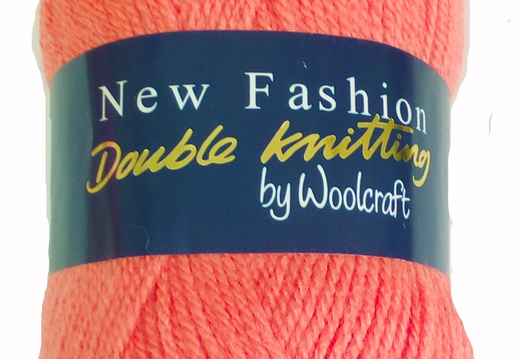 New Fashion
Double knitting
by Woolcraft